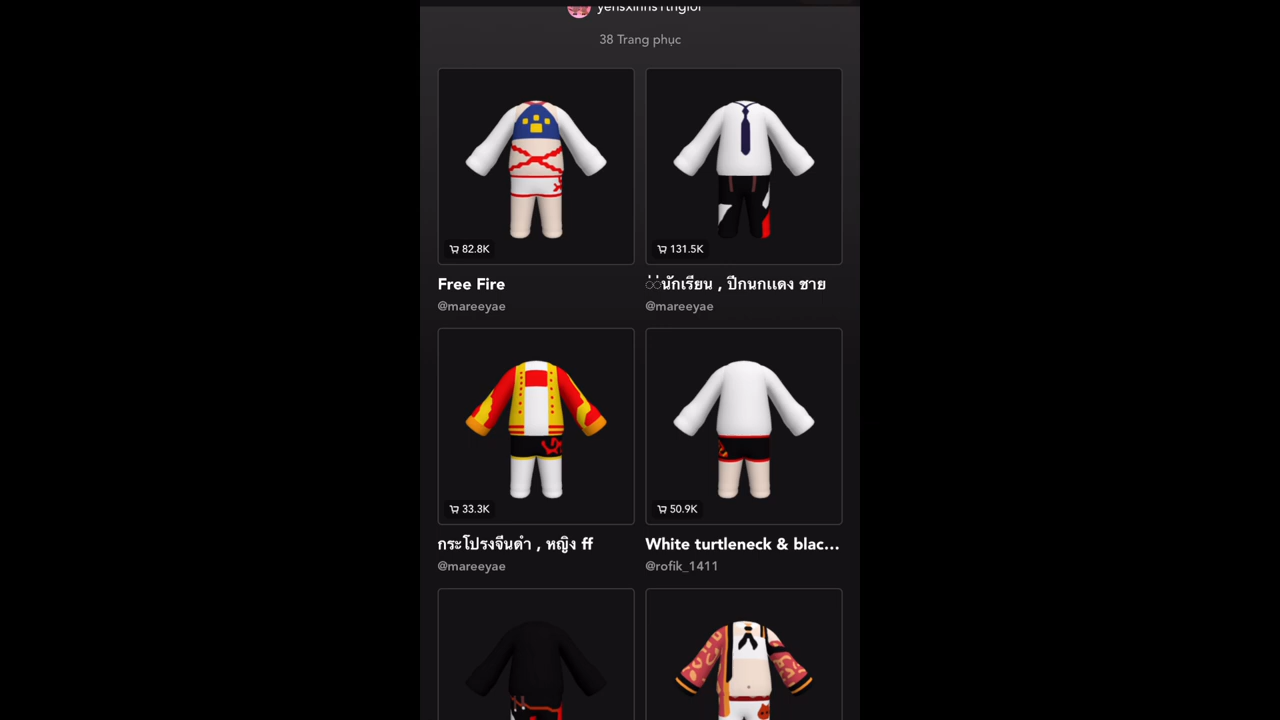 38 Trang phục
82.8K
131.5K
Free Fire
่ ่นักเรียน , ปีกนกแดง ชาย
@mareeyae
@mareeyae
33.3K
50.9K
กระโปรงจีนดำ , หญิง ff
White turtleneck & blac...
@mareeyae
@rofik_1411